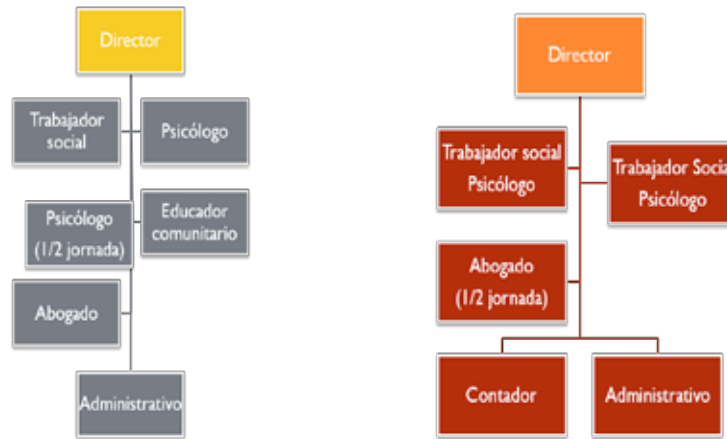 Director
Trabajador
social
Psicólogo
Psicólogo
(1/2 jornada)
Educador
comunitario
Abogado
Administrativo
Director
Trabajador social
Psicólogo
Trabajador Social
Psicólogo
Abogado
(1/2 jornada)
Contador
Administrativo